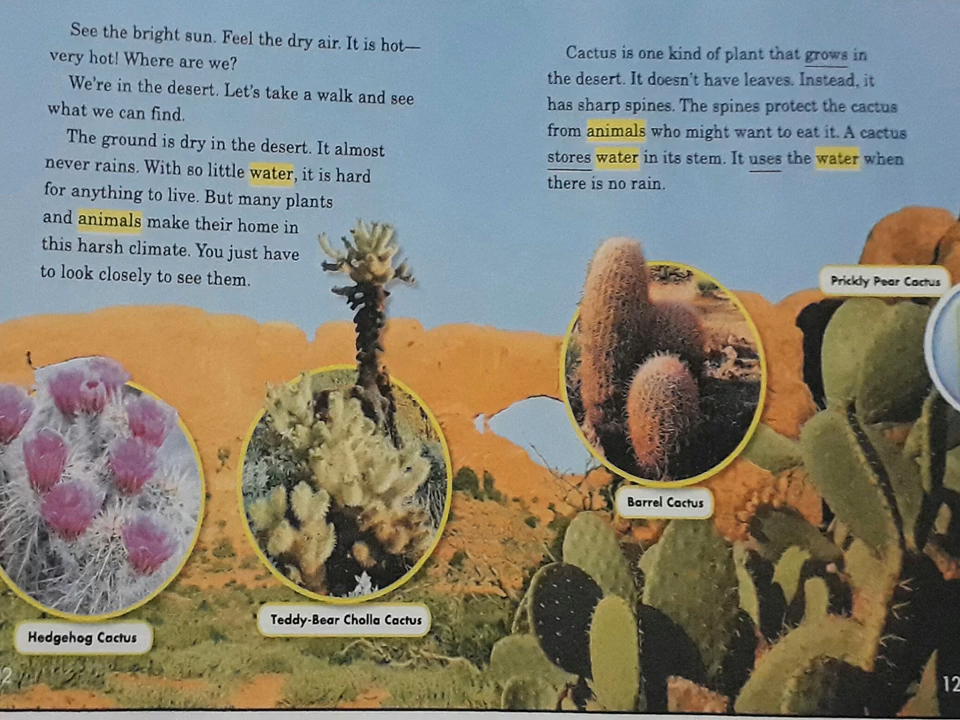 See the bright sun. Feel the dry air. It is hot—
very hot! Where are we?
We're in the desert. Let's take a walk and see
what we can find.
The ground is dry in the desert. It almost
never rains. With so little water, it is hard
for anything to live. But many plants
and animals make their home in
this harsh climate. You just have
to look closely to see them.
Cactus is one kind of plant that grows in
the desert. It doesn't have leaves. Instead, it
has sharp spines. The spines protect the cactus
from animals who might want to eat it. A cactus
stores water in its stem. It uses the water when
there is no rain.
Prickly Pear Cactus
Barrel Cactus
Teddy-Bear Cholla Cactus
Hedgehog Cactus
2
12